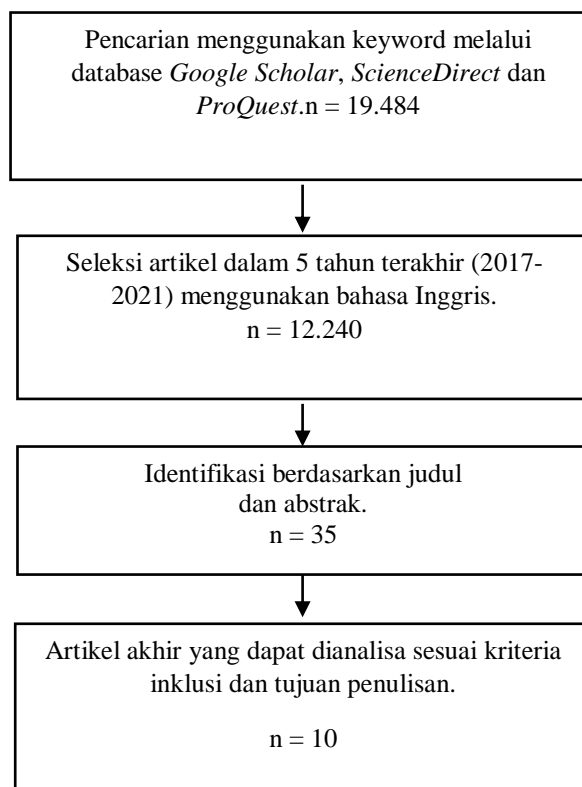 Pencarian menggunakan keyword melalui
database Google Scholar, ScienceDirect dan
ProQuest.n = 19.484
Seleksi artikel dalam 5 tahun terakhir (2017-
2021) menggunakan bahasa Inggris.
n = 12.240
Identifikasi berdasarkan judul
dan abstrak.
n = 35
Artikel akhir yang dapat dianalisa sesuai kriteria
inklusi dan tujuan penulisan.
n = 10